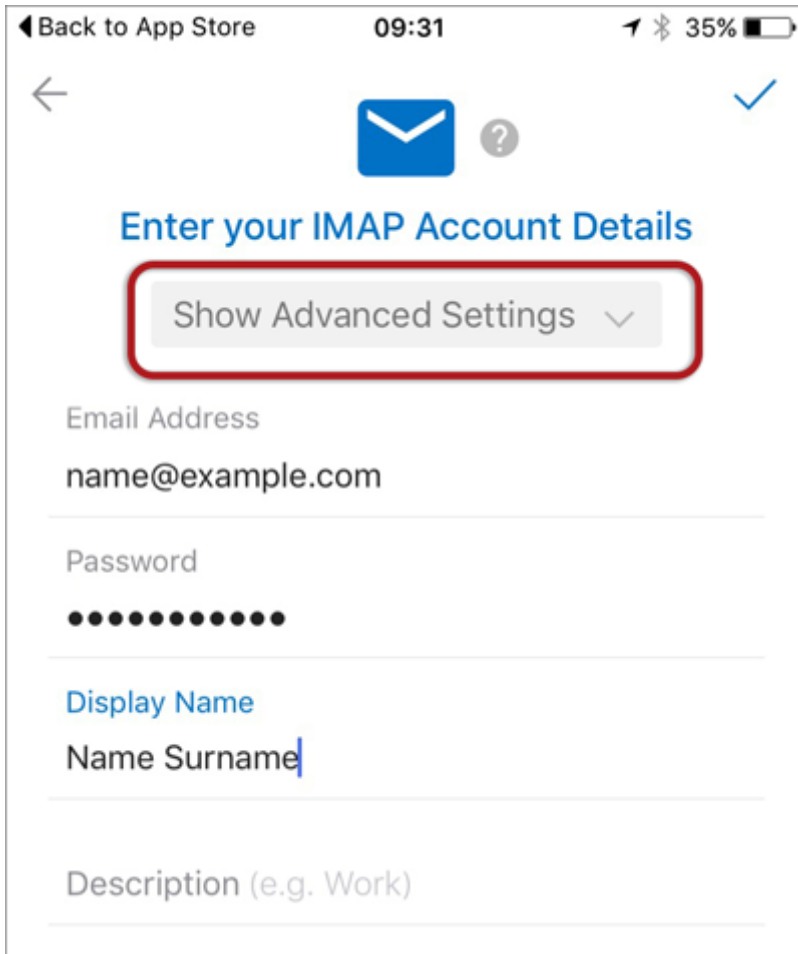 Back to App Store 09:31 35%
?
Enter your IMAP Account Details
Show Advanced Settings
Email Address
name@example.com
Password
•••••••••••
Display Name
Name Surname
Description (e.g. Work)